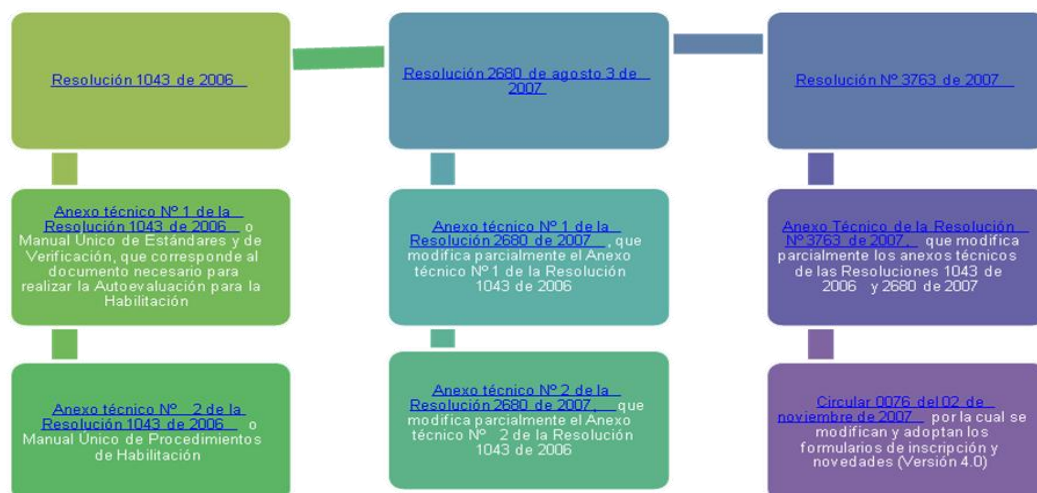 Resolución 1043 de 2006
Resolución 2680 de agosto 3 de
2007
Resolución Nº 3763 de 2007
Anexo técnico Nº 1 de la
Resolución 1043 de 2006 o
Manual Único de Estándares y de
Verificación, que corresponde al
documento necesario para
realizar la Autoevaluación para la
Habilitación
Anexo técnico Nº 1 de la
Resolución 2680 de 2007 , que
modifica parcialmente el Anexo
técnico Nº 1 de la Resolución
1043 de 2006
Anexo Técnico de la Resolución
Nº 3763 de 2007, que modifica
parcialmente los anexos técnicos
de las Resoluciones 1043 de
2006 y 2680 de 2007
Anexo técnico Nº 2 de la
Resolución 1043 de 2006 o
Manual Único de Procedimientos
de Habilitación
Anexo técnico Nº 2 de la
Resolución 2680 de 2007, que
modifica parcialmente el Anexo
técnico Nº 2 de la Resolución
1043 de 2006
Circular 0076 del 02 de
noviembre de 2007 por la cual se
modifican y adoptan los
formularios de inscripción y
novedades (Versión 4.0)